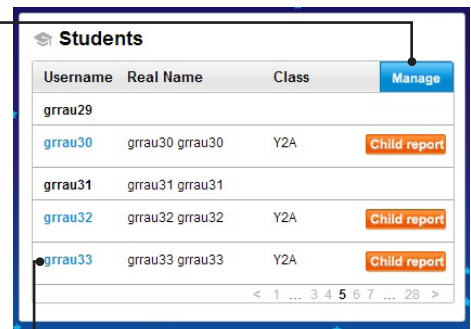 Students
Username Real Name Class Manage
grrau29
grrau30 grrau30 grrau30 Y2A Child report
grrau31 grrau31 grrau31
grrau32 grrau32 grrau32 Y2A Child report
grrau33 grrau33 grrau33 Y2A Child report
< 1 ... 3 4 5 6 7 ... 28 >